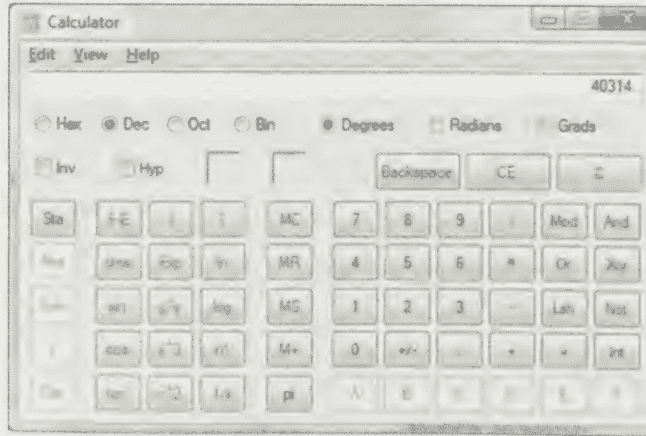 Calculator
Edit View Help
40314
Hex Dec Oct Bin Degrees Radians Grads
Inv Hyp Backspace CE C
Sta F-E ( ) MC 7 8 9 / Mod And
dms Exp ln MR 4 5 6 * Or Xor
sin x^y log MS 1 2 3 - Lsh Not
cos x^3 n! M+ 0 +/- . + = Int
tan x^2 1/x pi A B F